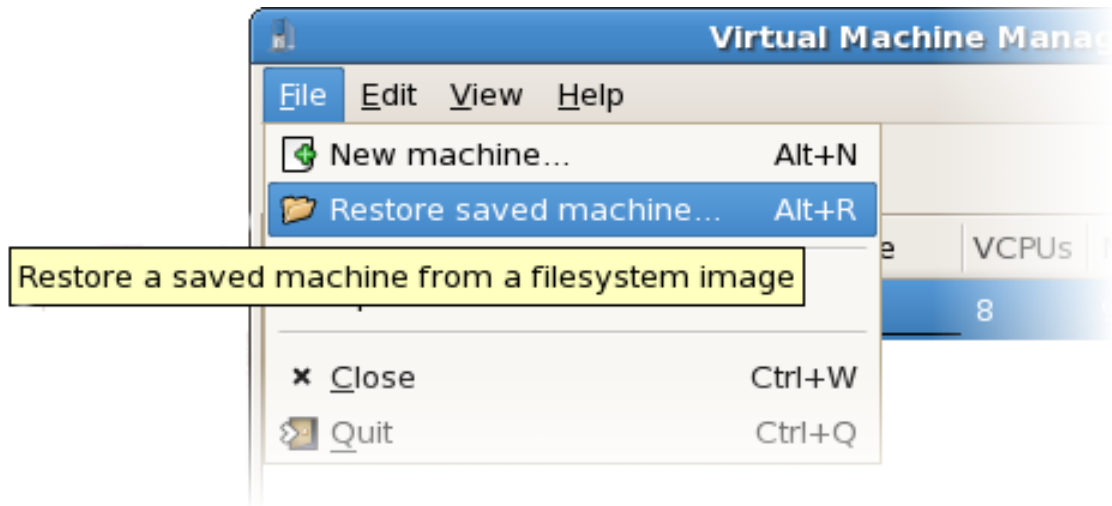 Virtual Machine
File Edit View Help
New machine... Alt+N
Restore saved machine... Alt+R
VCPUs
Restore a saved machine from a filesystem image
8
Close Ctrl+W
Quit Ctrl+Q